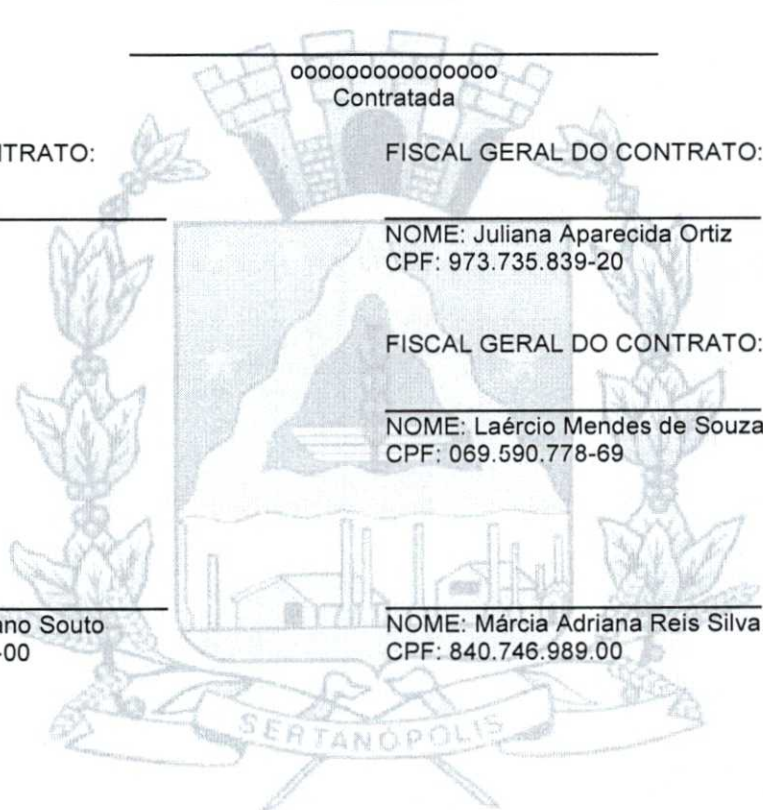 oooooooooooooooo
Contratada
NTRATO:
FISCAL GERAL DO CONTRATO:
NOME: Juliana Aparecida Ortiz
CPF: 973.735.839-20
FISCAL GERAL DO CONTRATO:
NOME: Laércio Mendes de Souza
CPF: 069.590.778-69
ano Souto
-00
NOME: Márcia Adriana Reis Silva
CPF: 840.746.989.00
SERTANÓPOLIS